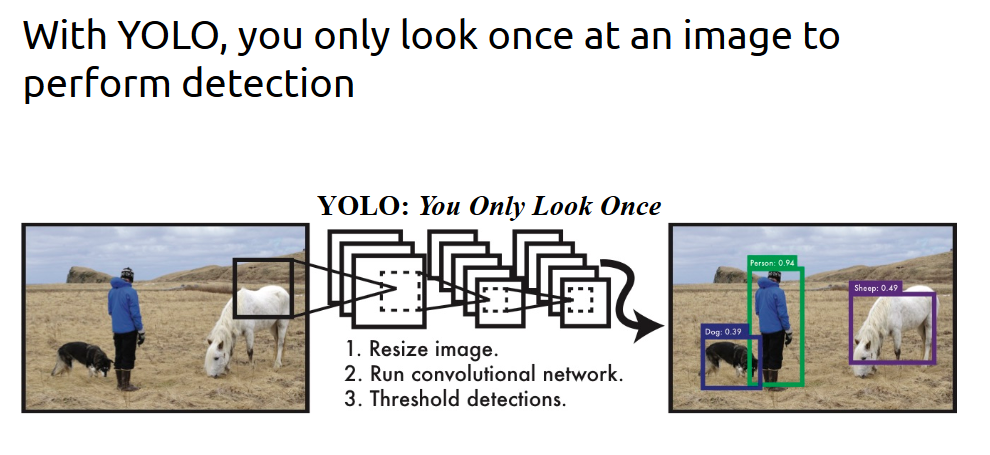 With YOLO, you only look once at an image to
perform detection
YOLO: You Only Look Once
1. Resize image.
2. Run convolutional network.
3. Threshold detections.
Person: 0.94
Sheep: 0.49
Dog: 0.39